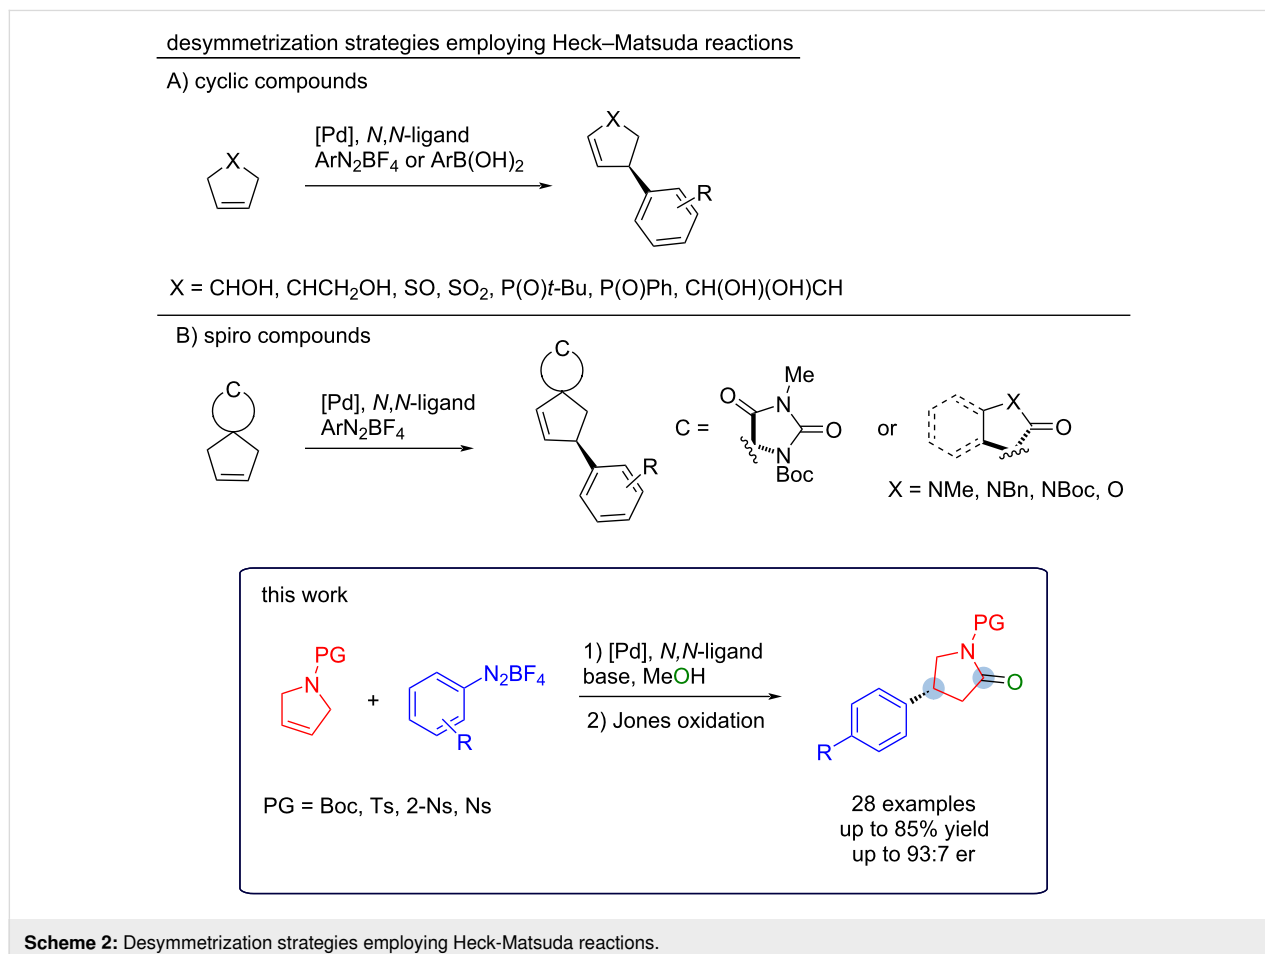 desymmetrization strategies employing Heck–Matsuda reactions
A) cyclic compounds
X
[Pd], N,N-ligand
ArN2BF4 or ArB(OH)2
X
R
X = CHOH, CHCH2OH, SO, SO2, P(O)t-Bu, P(O)Ph, CH(OH)(OH)CH
B) spiro compounds
C
[Pd], N,N-ligand
ArN2BF4
C
R
C =
O
Me
N
O
N
Boc
or
X
O
X = NMe, NBn, NBoc, O
this work
PG
N
+
N2BF4
R
1) [Pd], N,N-ligand
base, MeOH
2) Jones oxidation
PG
N
O
R
PG = Boc, Ts, 2-Ns, Ns
28 examples
up to 85% yield
up to 93:7 er
Scheme 2: Desymmetrization strategies employing Heck-Matsuda reactions.